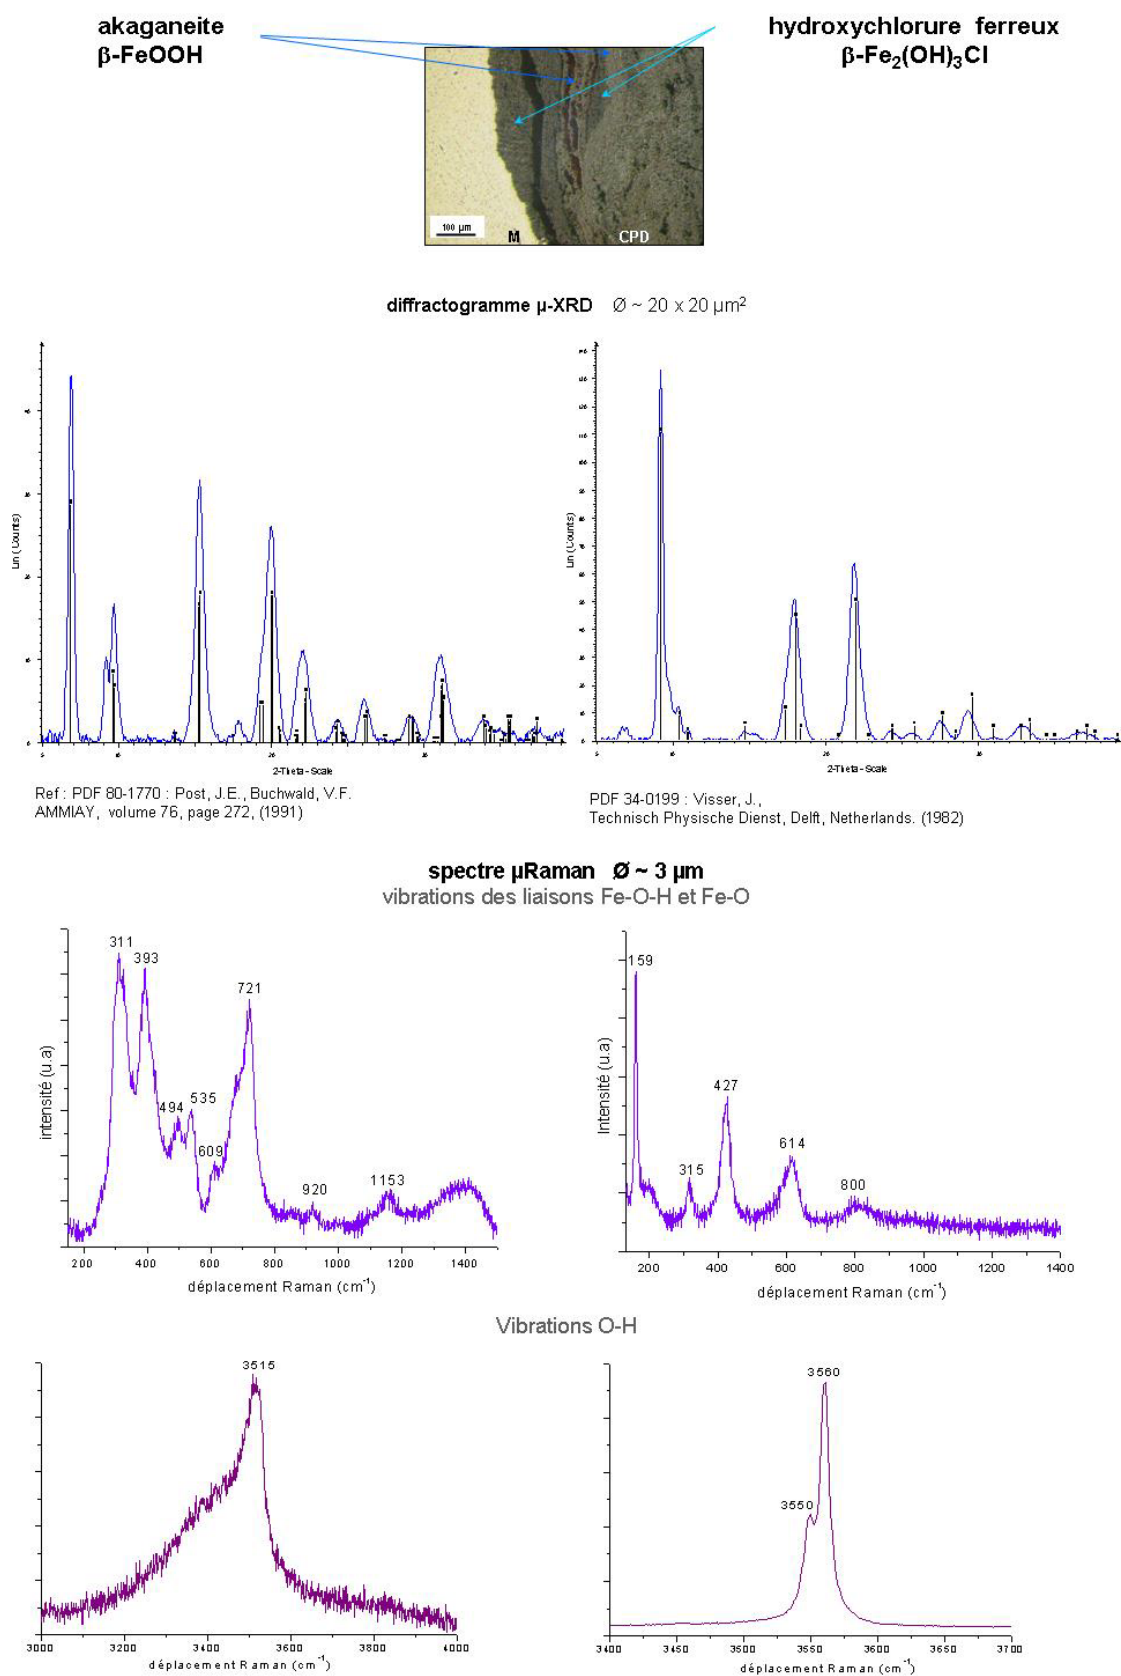 akaganeite
β-FeOOH
hydroxychlorure ferreux
β-Fe₂(OH)₃Cl
100 µm
M
CPD
diffractogramme µ-XRD Ø ~ 20 x 20 µm²
Lin (Counts)
2-Theta - Scale
Lin (Counts)
2-Theta - Scale
Ref : PDF 80-1770 : Post, J.E., Buchwald, V.F.
AMMIAY, volume 76, page 272, (1991)
PDF 34-0199 : Visser, J.,
Technisch Physische Dienst, Delft, Netherlands. (1982)
spectre µRaman Ø ~ 3 µm
vibrations des liaisons Fe-O-H et Fe-O
311
393
721
494
535
609
920
1153
intensité (u.a)
200 400 600 800 1000 1200 1400
déplacement Raman (cm⁻¹)
159
427
315
614
800
Intensité (u.a)
200 400 600 800 1000 1200 1400
déplacement Raman (cm⁻¹)
Vibrations O-H
3515
3000 3200 3400 3600 3800 4000
déplacement Raman (cm⁻¹)
3560
3550
3400 3450 3500 3550 3600 3650 3700
déplacement Raman (cm⁻¹)